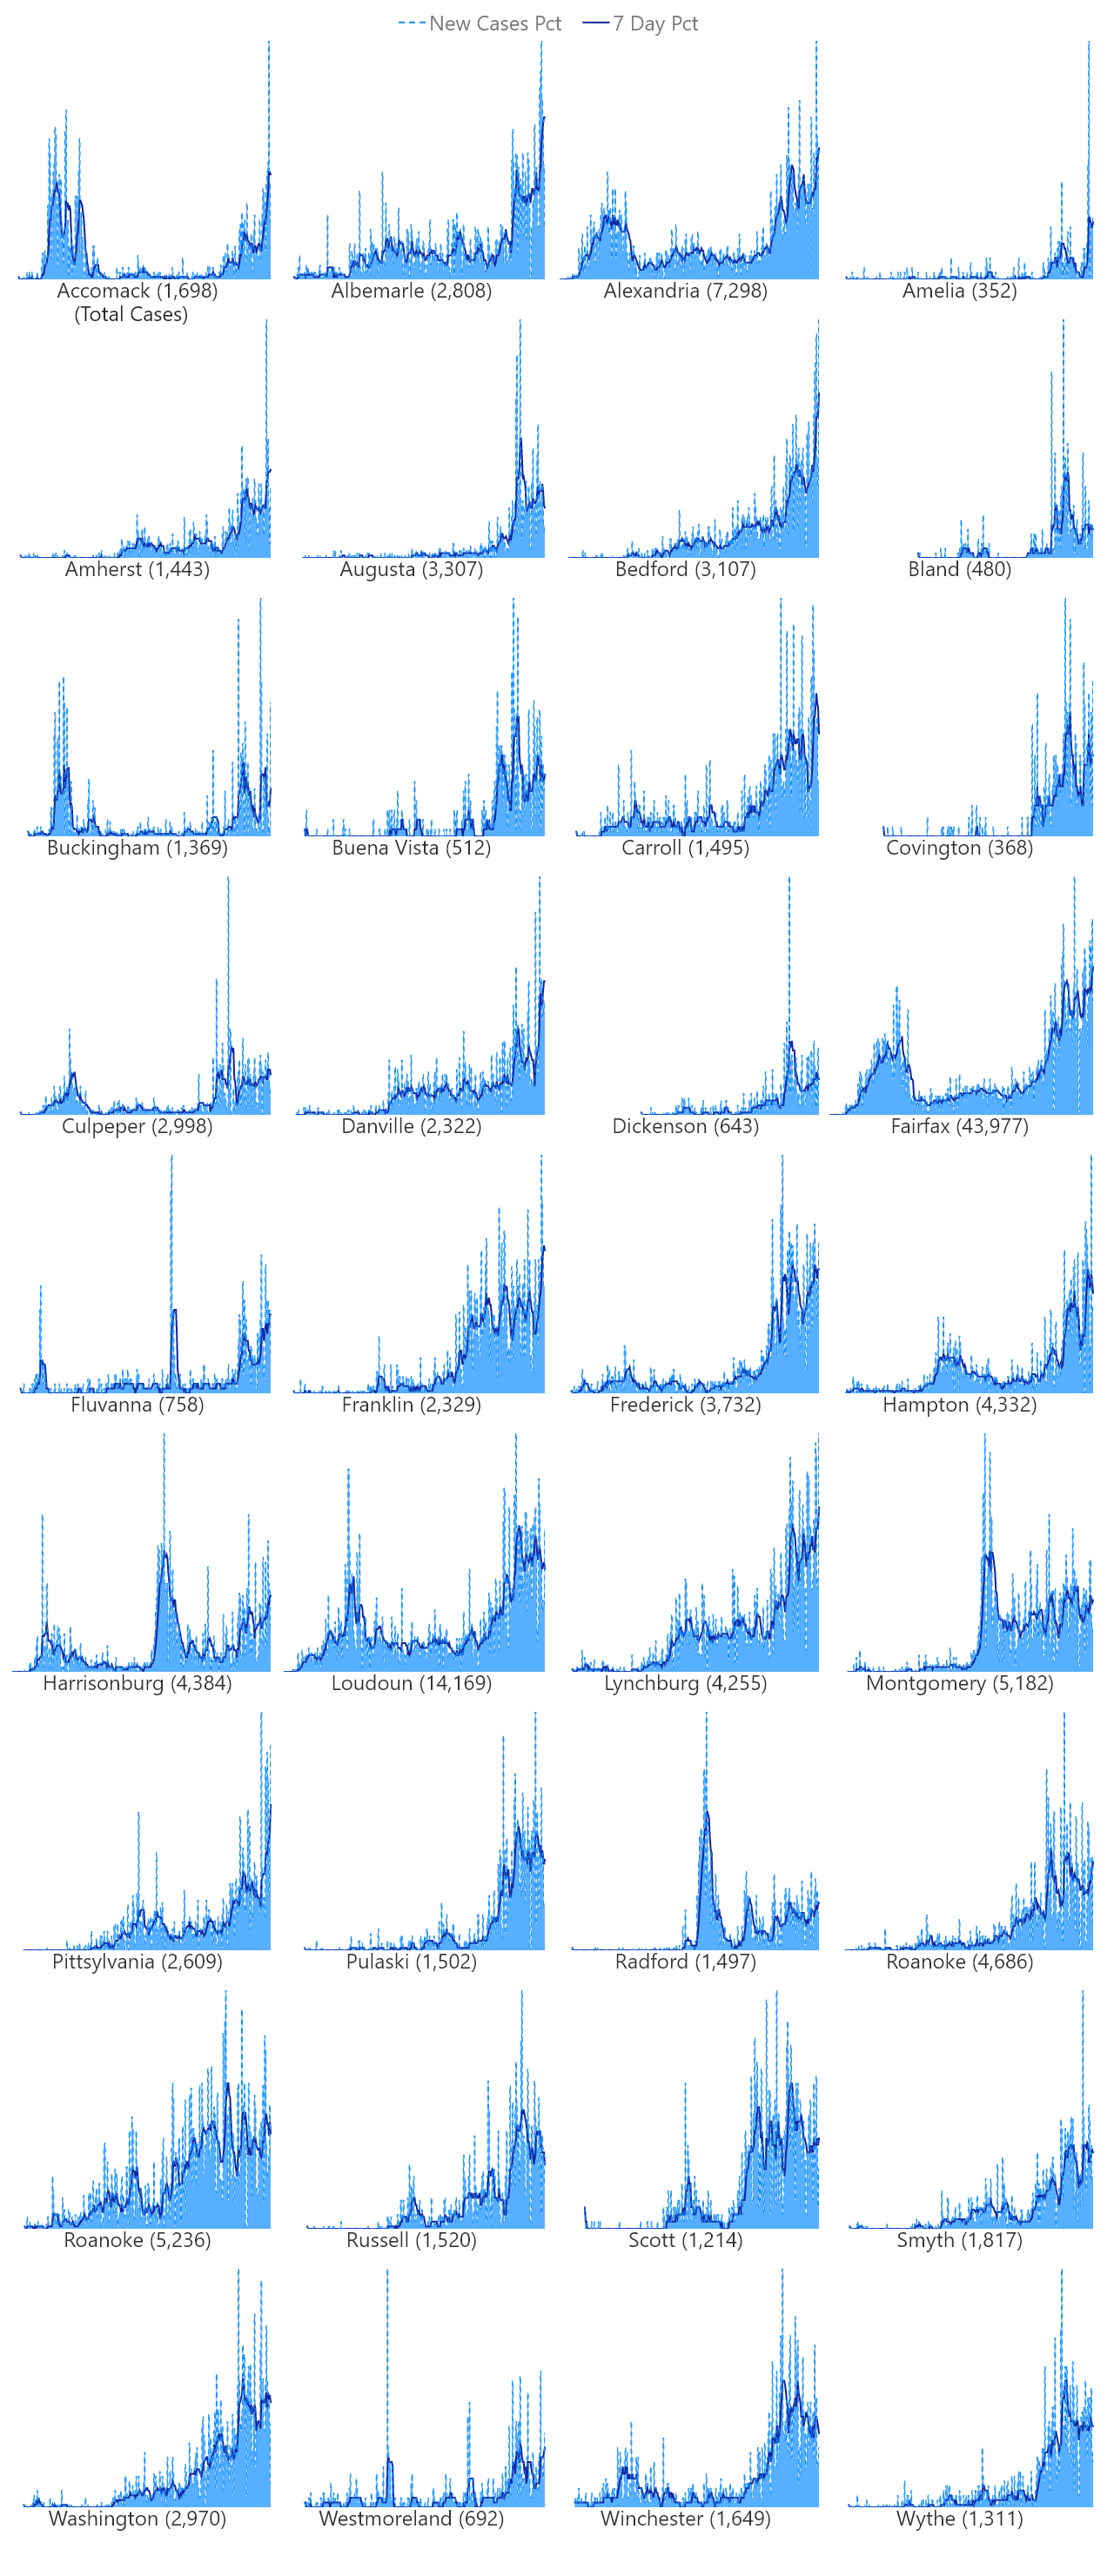 New Cases Pct 7 Day Pct
Accomack (1,698) Albemarle (2,808) Alexandria (7,298) Amelia (352)
(Total Cases)
Amherst (1,443) Augusta (3,307) Bedford (3,107) Bland (480)
Buckingham (1,369) Buena Vista (512) Carroll (1,495) Covington (368)
Culpeper (2,998) Danville (2,322) Dickenson (643) Fairfax (43,977)
Fluvanna (758) Franklin (2,329) Frederick (3,732) Hampton (4,332)
Harrisonburg (4,384) Loudoun (14,169) Lynchburg (4,255) Montgomery (5,182)
Pittsylvania (2,609) Pulaski (1,502) Radford (1,497) Roanoke (4,686)
Roanoke (5,236) Russell (1,520) Scott (1,214) Smyth (1,817)
Washington (2,970) Westmoreland (692) Winchester (1,649) Wythe (1,311)